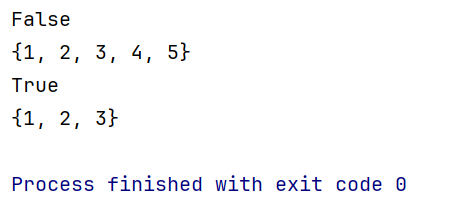 False
{1, 2, 3, 4, 5}
True
{1, 2, 3}
Process finished with exit code 0